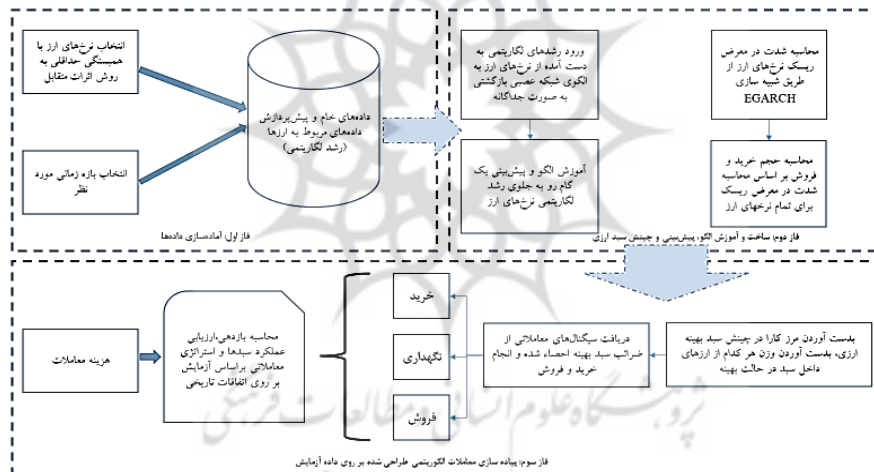 انتخاب نرخ‌های ارز با
همبستگی حداقلی به
روش اثرات متقابل
انتخاب بازه زمانی مورد
نظر
داده‌های خام و پیش‌پردازش
داده‌های مربوط به ارزها
(رشد لگاریتمی)
فاز اول: آماده‌سازی داده‌ها
ورود رشدهای لگاریتمی به
دست آمده از نرخ‌های ارز به
الگوی شبکه عصبی بازگشتی
به صورت جداگانه
آموزش الگو و پیش‌بینی یک
گام رو به جلوی رشد
لگاریتمی نرخ‌های ارز
محاسبه شدت در معرض
ریسک نرخ‌های ارز از
طریق شبیه سازی
EGARCH
محاسبه حجم خرید و
فروش بر اساس محاسبه
شدت در معرض ریسک
برای تمام نرخهای ارز
فاز دوم: ساخت و آموزش الگو، پیش‌بینی و چینش سبد ارزی
بدست آوردن مرز کارا در چینش سبد بهینه
ارزی، بدست آوردن وزن هر کدام از ارزهای
داخل سبد در حالت بهینه
دریافت سیگنال‌های معاملاتی از
ضرائب سبد بهینه احصاء شده و انجام
خرید و فروش
خرید
نگهداری
فروش
محاسبه بازدهی،ارزیابی
عملکرد سبدها و استراتژی
معاملاتی براساس آزمایش
بر روی اتفاقات تاریخی
هزینه معاملات
فاز سوم: پیاده سازی معاملات الگوریتمی طراحی شده بر روی داده آزمایش
پژوهشگاه علوم انسانی و مطالعات فرهنگی